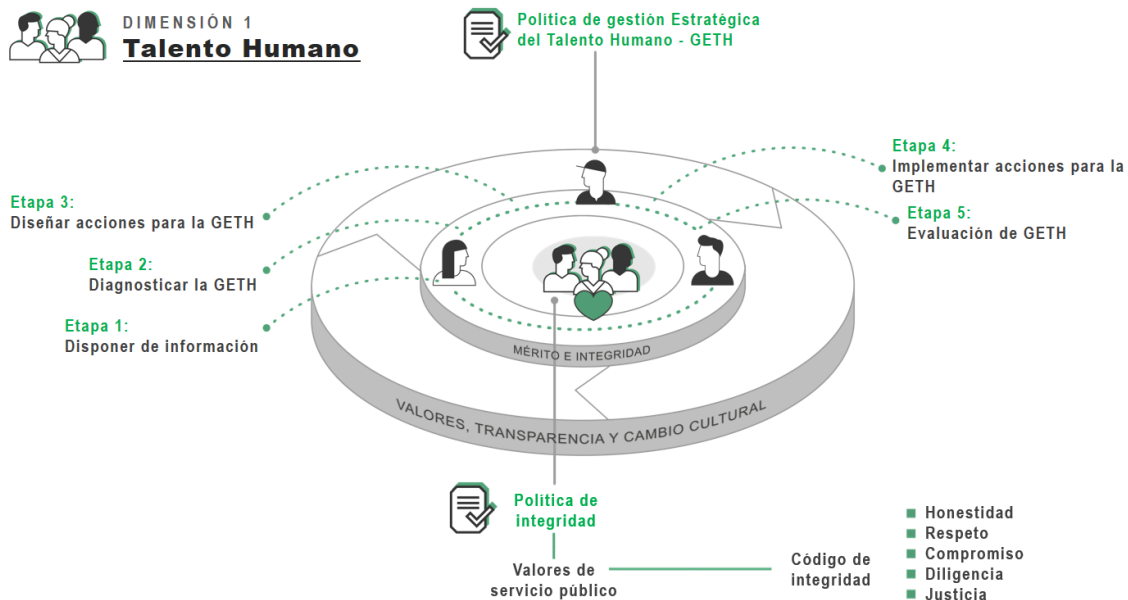 DIMENSIÓN 1
Talento Humano
Política de gestión Estratégica
del Talento Humano - GETH
Etapa 3:
Diseñar acciones para la GETH
Etapa 2:
Diagnosticar la GETH
Etapa 1:
Disponer de información
Etapa 4:
Implementar acciones para la
GETH
Etapa 5:
Evaluación de GETH
MÉRITO E INTEGRIDAD
VALORES, TRANSPARENCIA Y CAMBIO CULTURAL
Política de
integridad
Valores de
servicio público
Código de
integridad
Honestidad
Respeto
Compromiso
Diligencia
Justicia